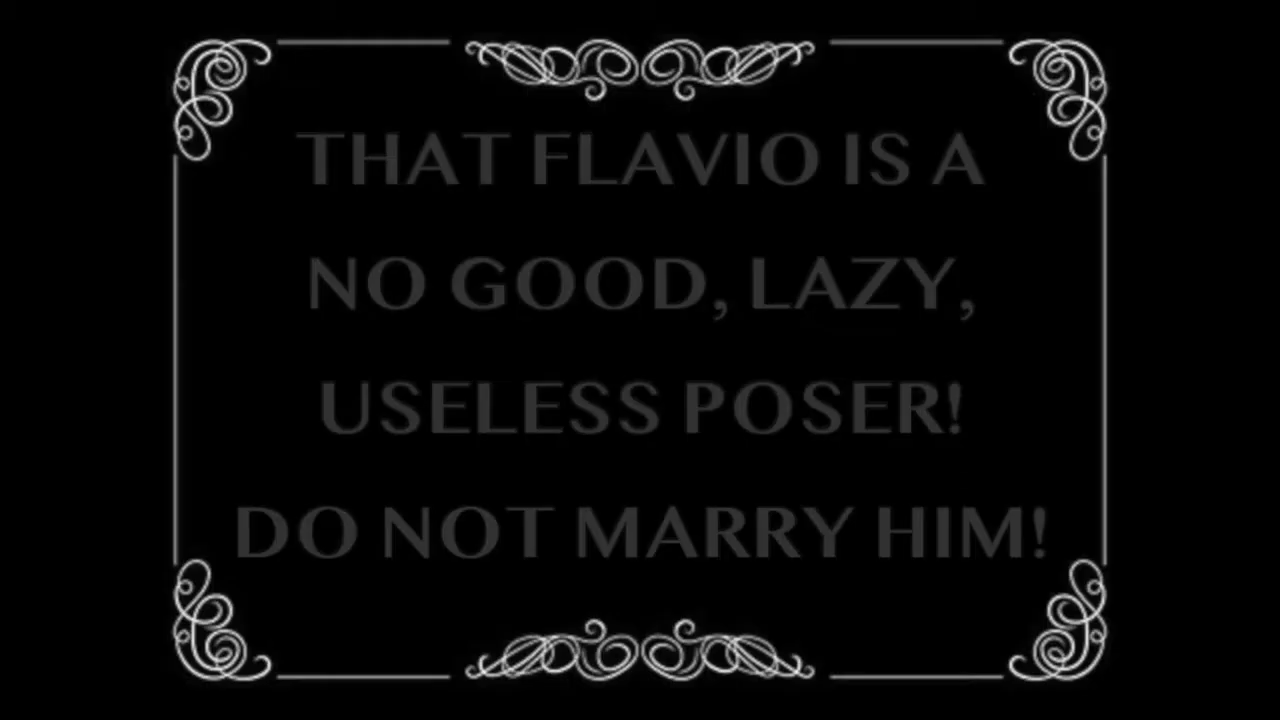 THAT FLAVIO IS A
NO GOOD, LAZY,
USELESS POSER!
DO NOT MARRY HIM!